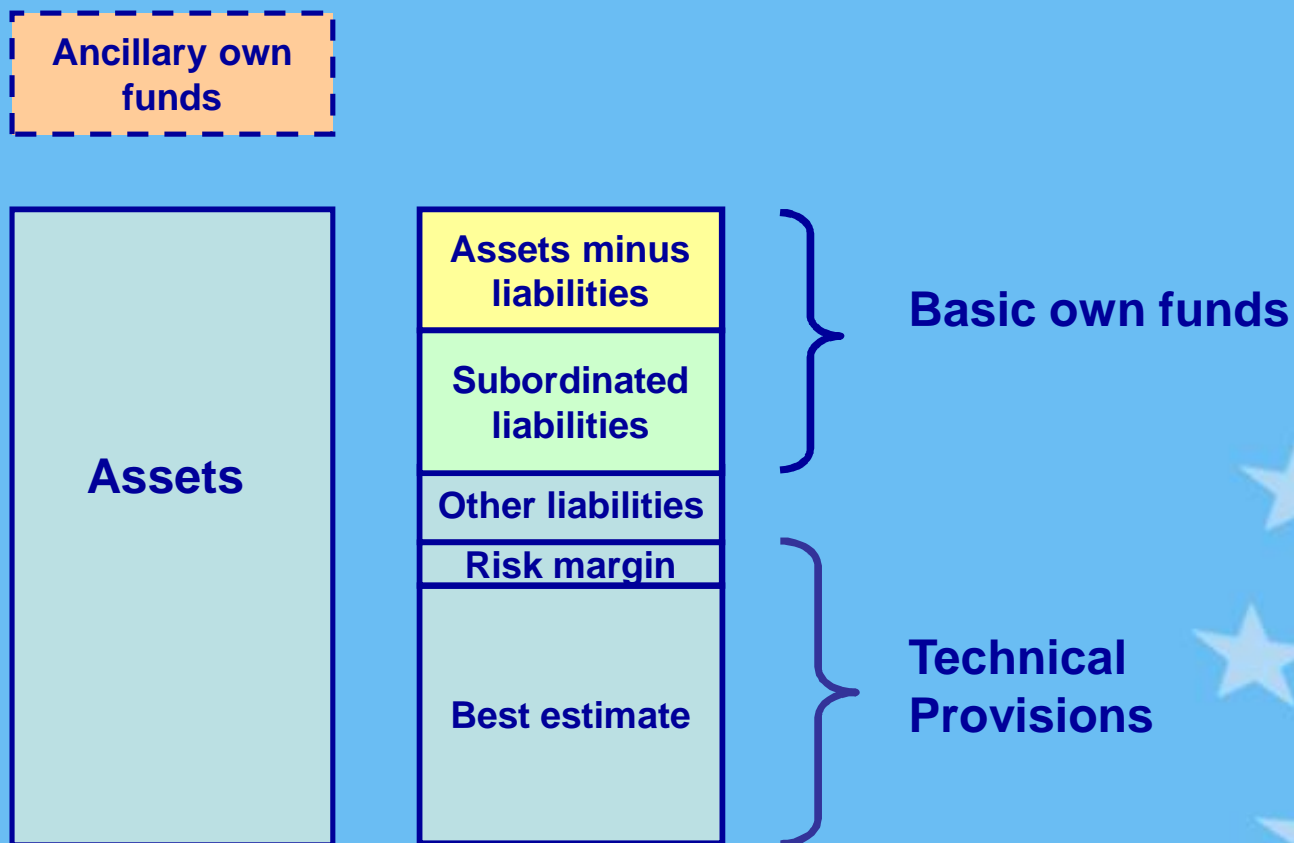 Ancillary own
funds
Assets
Assets minus
liabilities
Subordinated
liabilities
Other liabilities
Risk margin
Best estimate
Basic own funds
Technical
Provisions